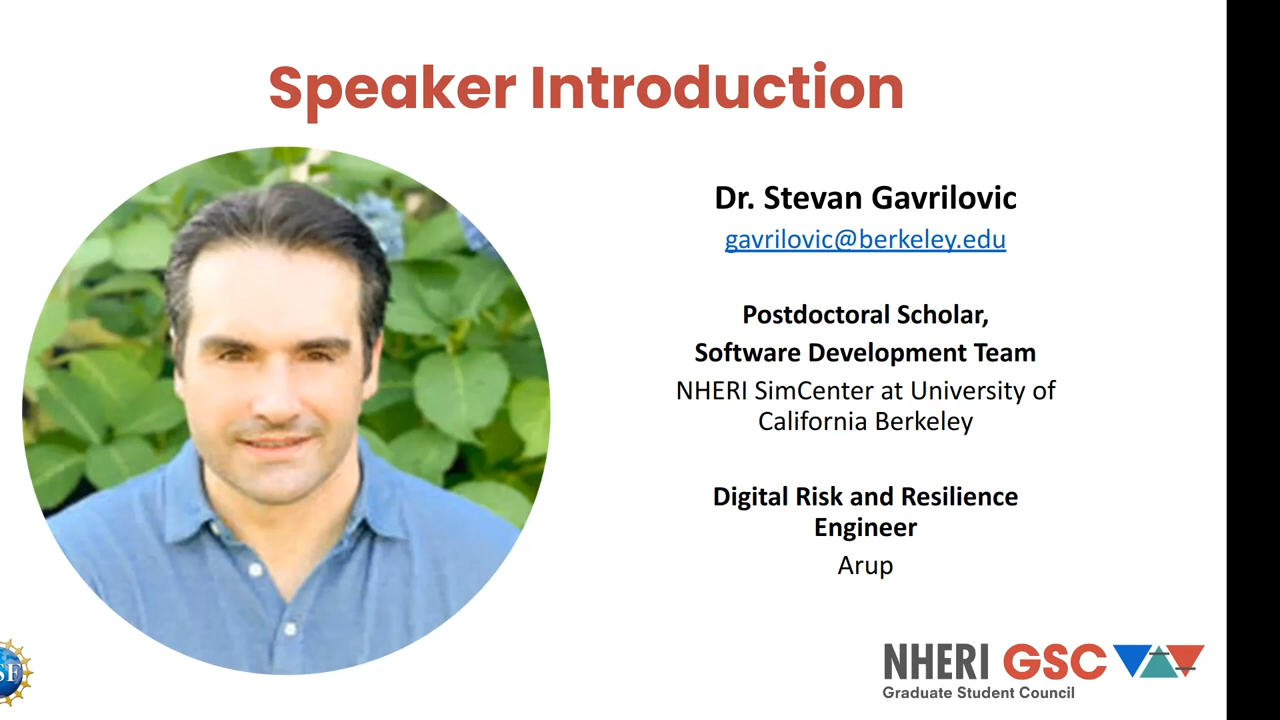 Speaker Introduction
Dr. Stevan Gavrilovic
gavrilovic@berkeley.edu
Postdoctoral Scholar,
Software Development Team
NHERI SimCenter at University of
California Berkeley
Digital Risk and Resilience
Engineer
Arup
NHERI GSC
Graduate Student Council